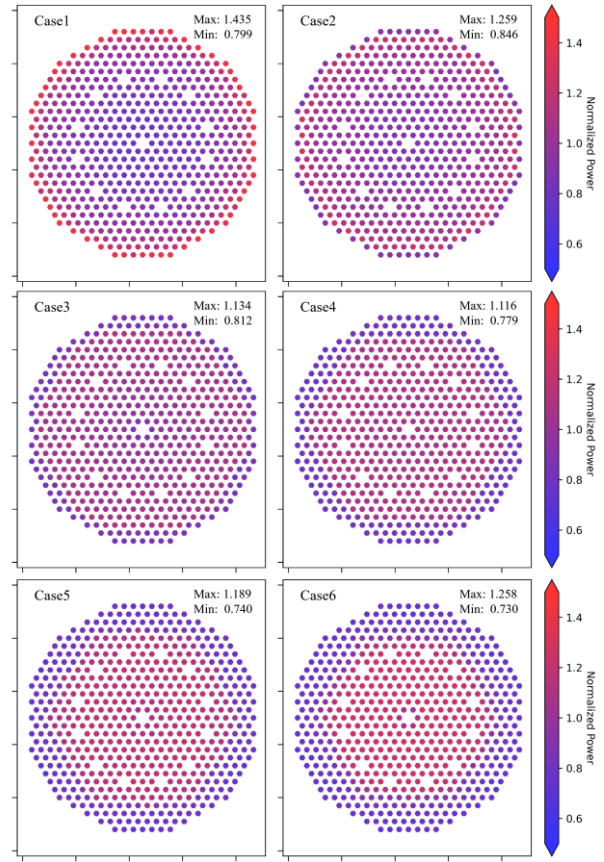 Case1
Max: 1.435
Min: 0.799
Case2
Max: 1.259
Min: 0.846
1.4
1.2
1.0
0.8
0.6
Normalized Power
Case3
Max: 1.134
Min: 0.812
Case4
Max: 1.116
Min: 0.779
1.4
1.2
1.0
0.8
0.6
Normalized Power
Case5
Max: 1.189
Min: 0.740
Case6
Max: 1.258
Min: 0.730
1.4
1.2
1.0
0.8
0.6
Normalized Power